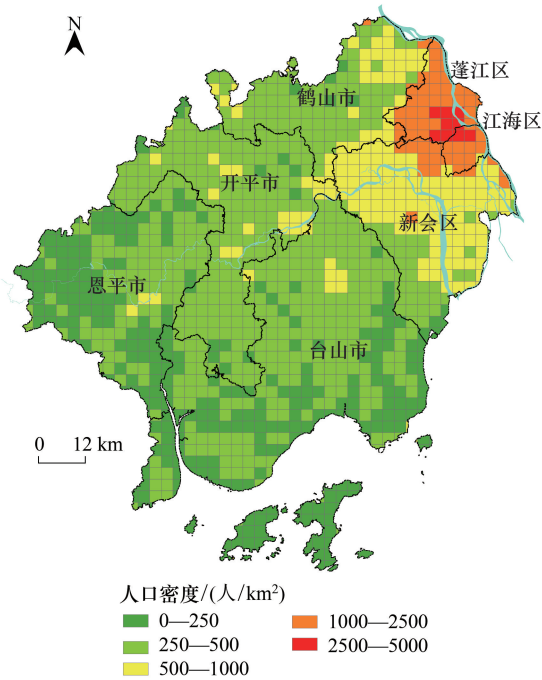 N
蓬江区
鹤山市
江海区
开平市
新会区
恩平市
台山市
0 12 km
人口密度/(人/km²)
0—250
250—500
500—1000
1000—2500
2500—5000